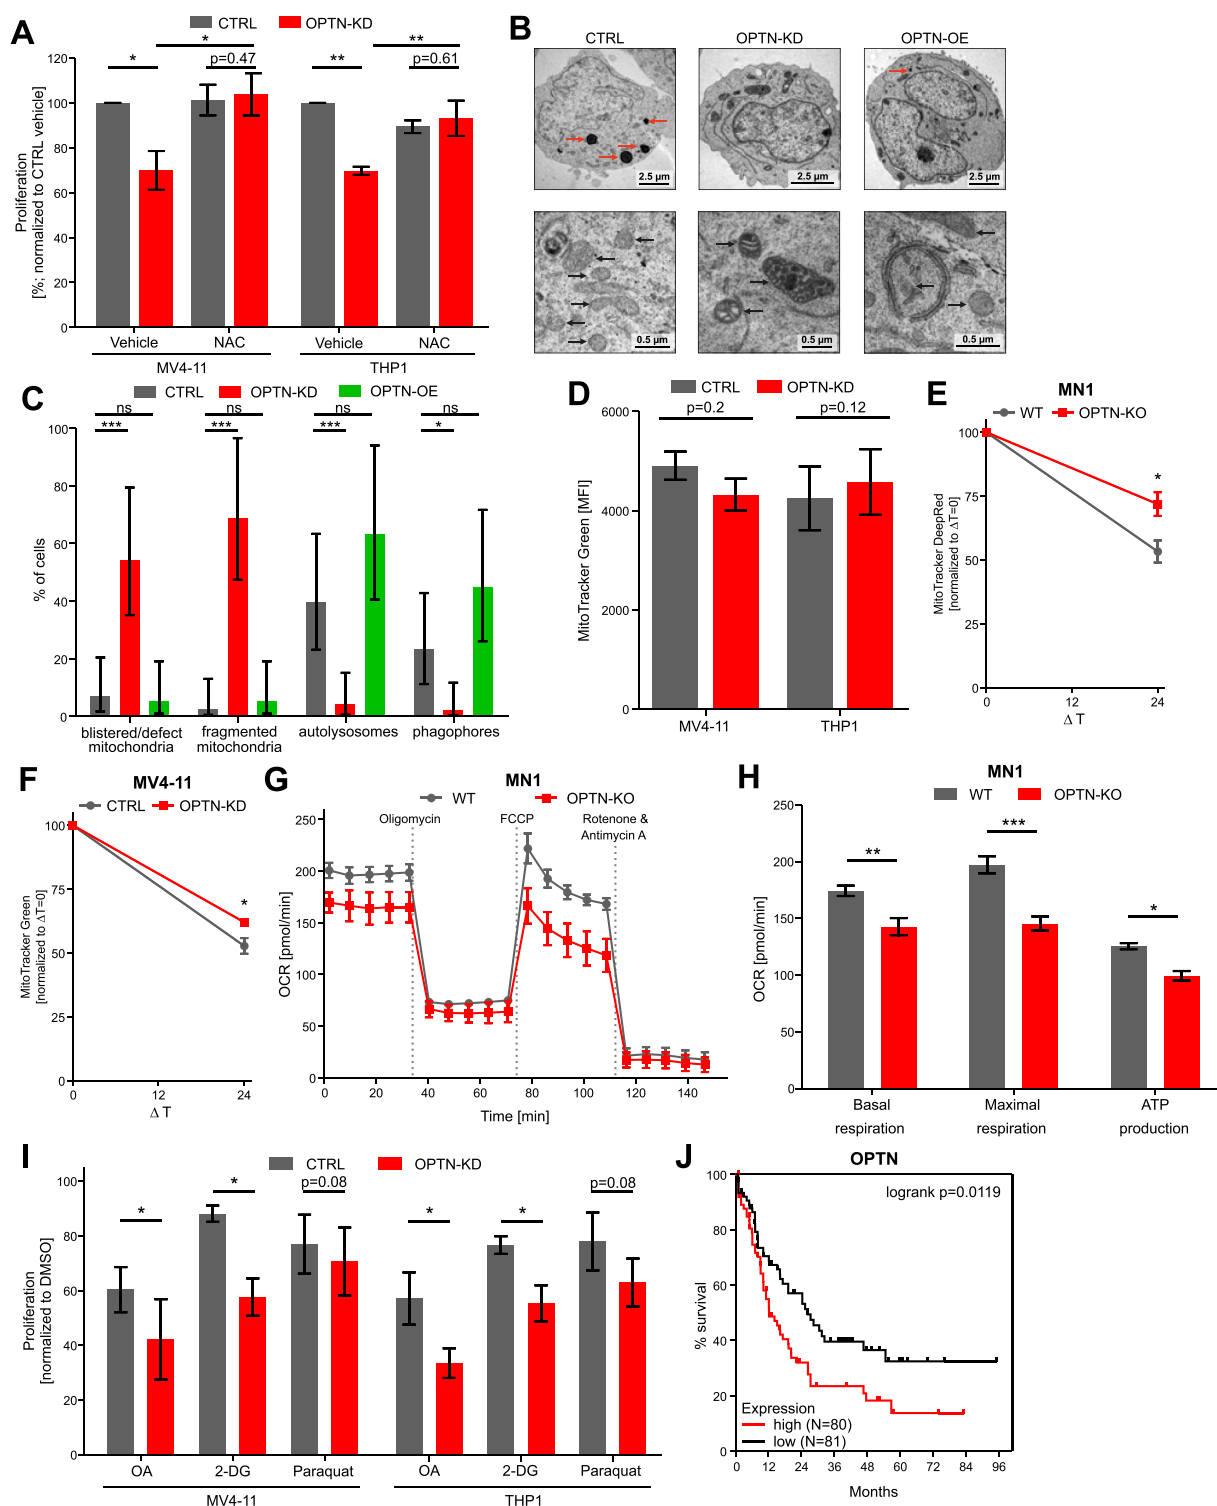 A
CTRL OPTN-KD
Proliferation
[%; normalized to CTRL vehicle]
120
100
80
60
40
20
0
* * p=0.47 ** ** p=0.61
Vehicle NAC Vehicle NAC
MV4-11 THP1
B
CTRL OPTN-KD OPTN-OE
2.5 µm 2.5 µm 2.5 µm
0.5 µm 0.5 µm 0.5 µm
C
CTRL OPTN-KD OPTN-OE
ns ns ns ns
*** *** *** *
% of cells
100
80
60
40
20
0
blistered/defect mitochondria
fragmented mitochondria
autolysosomes
phagophores
D
CTRL OPTN-KD
p=0.2 p=0.12
MitoTracker Green [MFI]
6000
4000
2000
0
MV4-11 THP1
E
MN1
WT OPTN-KO
MitoTracker DeepRed
[normalized to ΔT=0]
100
75
50
25
0
*
0 12 24
Δ T
F
MV4-11
CTRL OPTN-KD
MitoTracker Green
[normalized to ΔT=0]
100
75
50
25
0
*
0 12 24
Δ T
G
MN1
WT OPTN-KO
Oligomycin FCCP Rotenone &
Antimycin A
OCR [pmol/min]
250
200
150
100
50
0
0 20 40 60 80 100 120 140
Time [min]
H
MN1
WT OPTN-KO
OCR [pmol/min]
250
200
150
100
50
0
** *** *
Basal respiration
Maximal respiration
ATP production
I
CTRL OPTN-KD
Proliferation
[normalized to DMSO]
100
80
60
40
20
0
* * p=0.08 * * p=0.08
OA 2-DG Paraquat OA 2-DG Paraquat
MV4-11 THP1
J
OPTN
logrank p=0.0119
% survival
100
80
60
40
20
0
Expression
high (N=80)
low (N=81)
0 12 24 36 48 60 72 84 96
Months